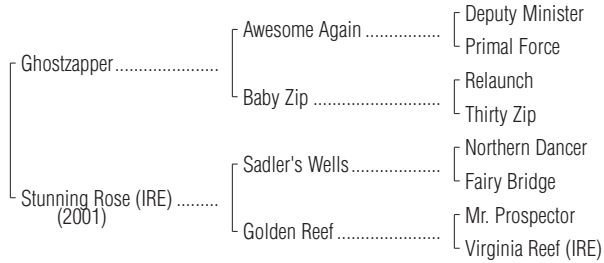 Deputy Minister
Awesome Again ................
Primal Force
Ghostzapper......................
Relaunch
Baby Zip ...........................
Thirty Zip
Northern Dancer
Sadler's Wells...................
Fairy Bridge
Stunning Rose (IRE) .........
(2001)
Mr. Prospector
Golden Reef ......................
Virginia Reef (IRE)